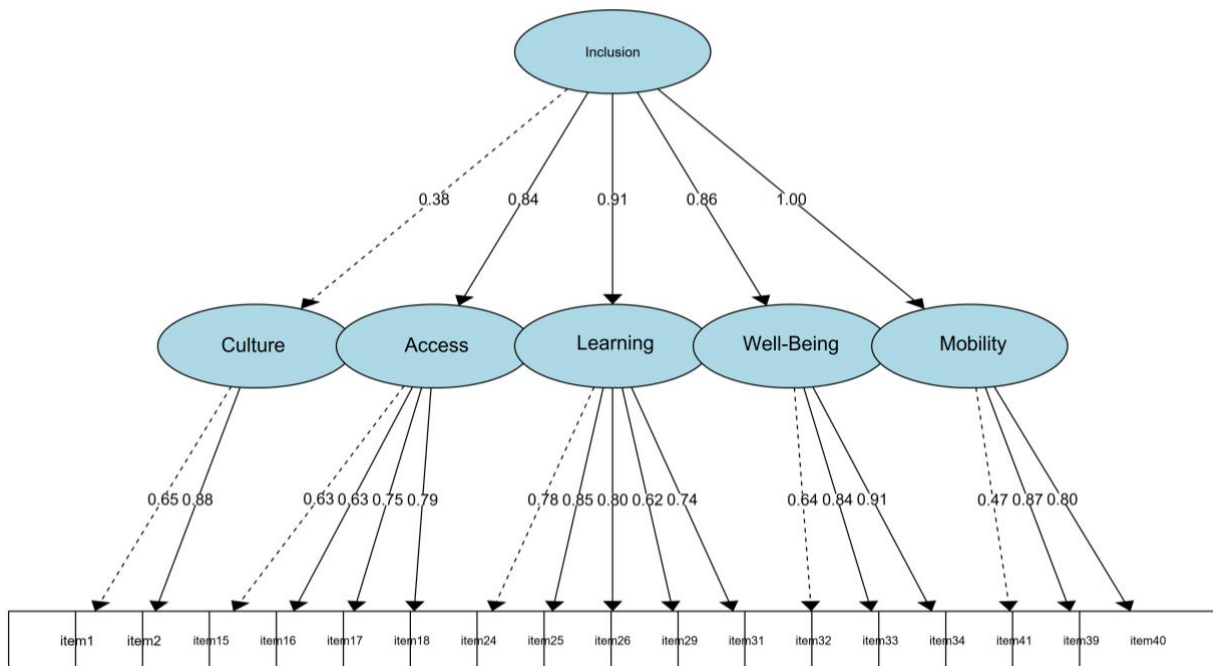 Inclusion
0.38 0.84 0.91 0.86 1.00
Culture Access Learning Well-Being Mobility
0.65 0.88 0.63 0.63 0.75 0.79 0.78 0.85 0.80 0.62 0.74 0.64 0.84 0.91 0.47 0.87 0.80
item1 item2 item15 item16 item17 item18 item24 item25 item26 item29 item31 item32 item33 item34 item41 item39 item40